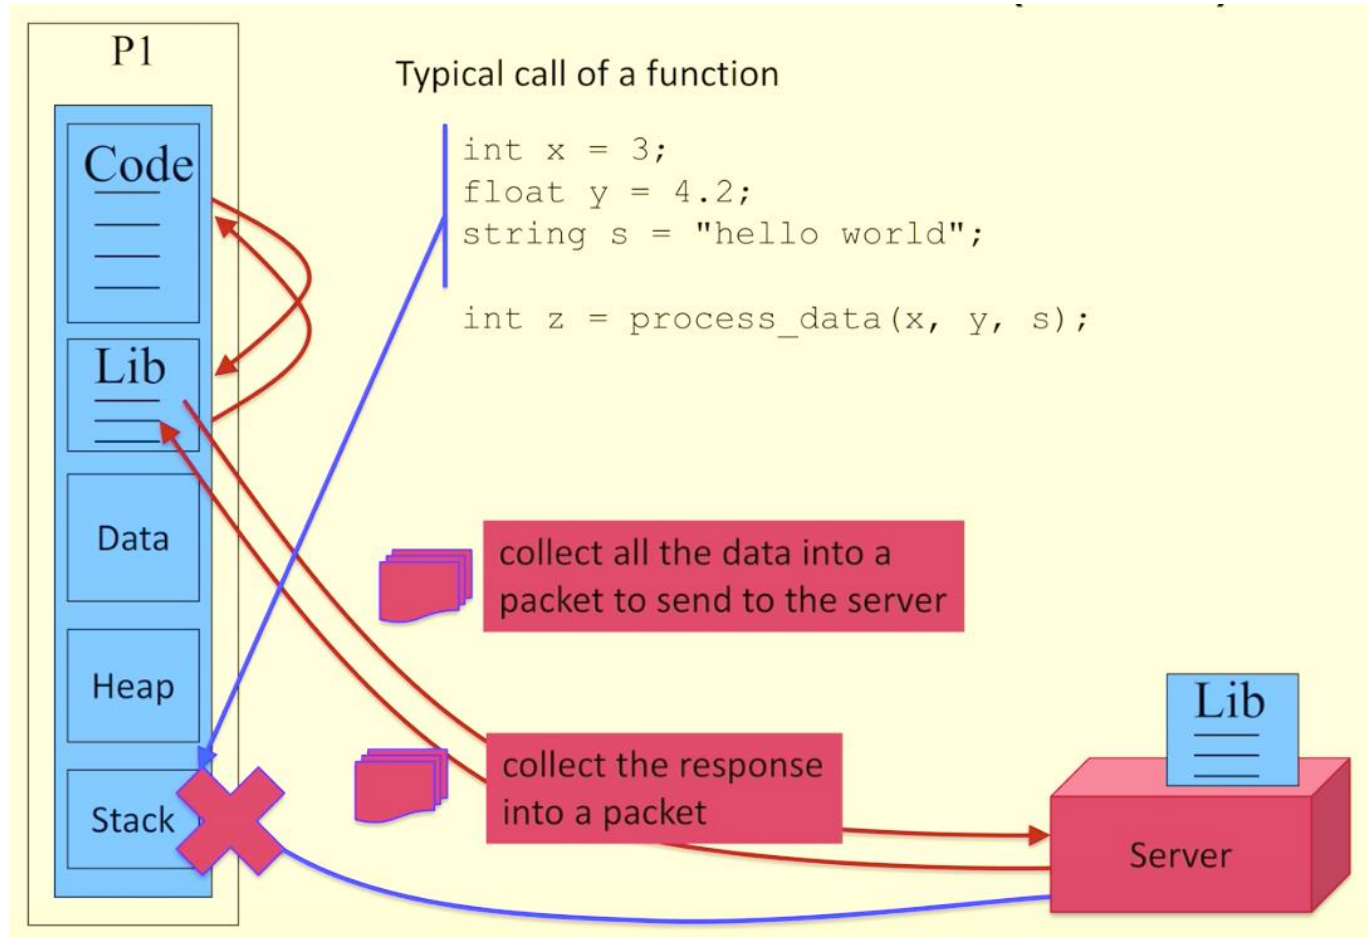 P1
Typical call of a function
Code
int x = 3;
float y = 4.2;
string s = "hello world";
int z = process_data(x, y, s);
Lib
Data
collect all the data into a
packet to send to the server
Heap
Lib
collect the response
into a packet
Stack
Server